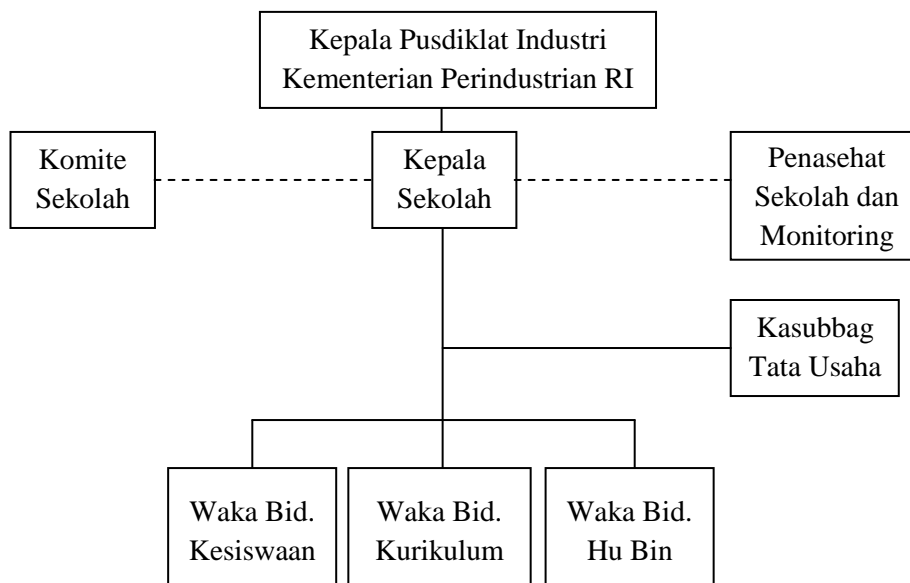 Kepala Pusdiklat Industri
Kementerian Perindustrian RI
Komite
Sekolah
Kepala
Sekolah
Penasehat
Sekolah dan
Monitoring
Kasubbag
Tata Usaha
Waka Bid.
Kesiswaan
Waka Bid.
Kurikulum
Waka Bid.
Hu Bin